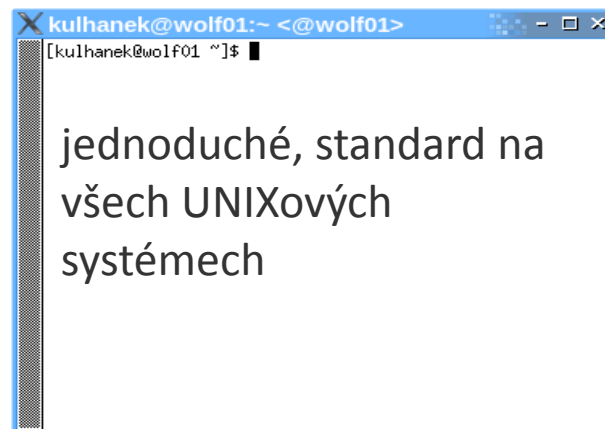 kulhanek@wolf01:~ <@wolf01>
[kulhanek@wolf01 ~]$
jednoduché, standard na
všech UNIXových
systémech